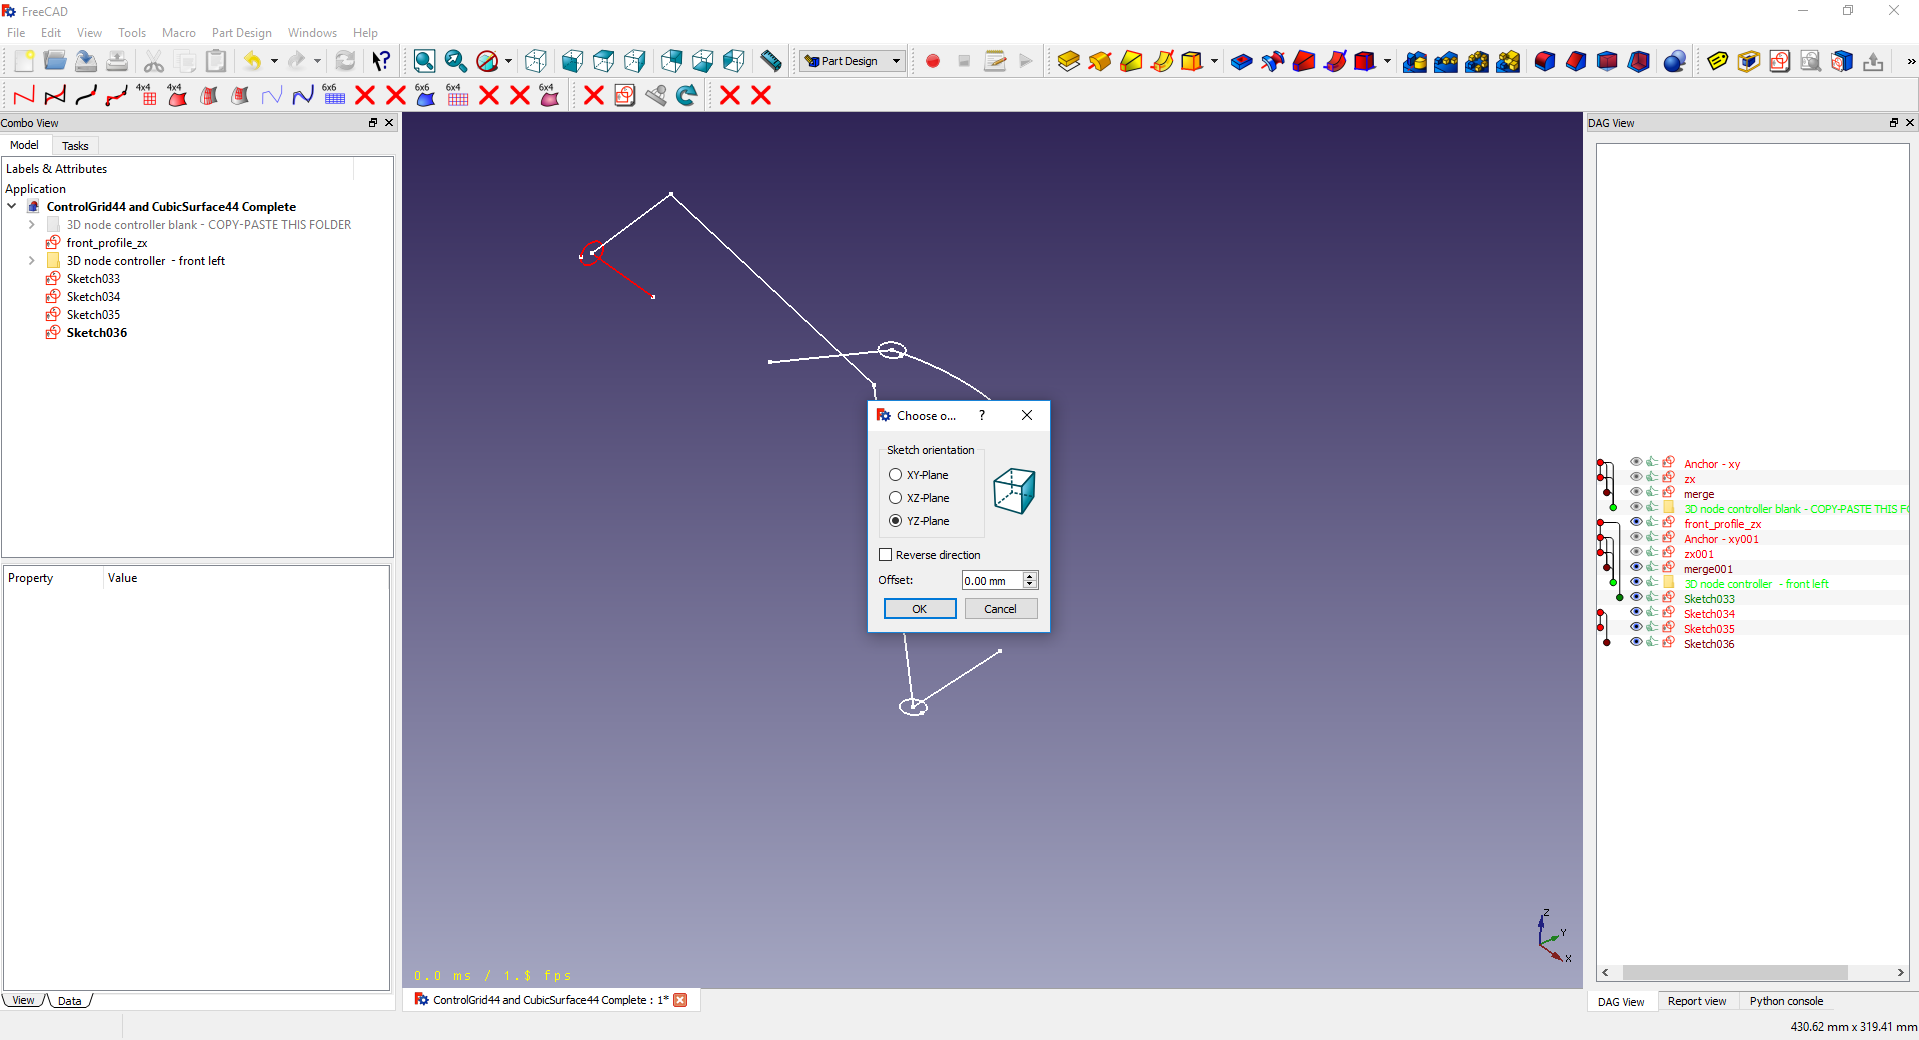 FreeCAD
File Edit View Tools Macro Part Design Windows Help
Part Design
»
4x4 4x4 6x6 6x6 6x4 6x4
Combo View
Model Tasks
Labels & Attributes
Application
ControlGrid44 and CubicSurface44 Complete
3D node controller blank - COPY-PASTE THIS FOLDER
front_profile_zx
3D node controller - front left
Sketch033
Sketch034
Sketch035
Sketch036
Property Value
View Data
Choose o... ?
Sketch orientation
XY-Plane
XZ-Plane
YZ-Plane
Reverse direction
Offset: 0.00 mm
OK Cancel
Z
Y
X
0.0 ms / 1.$ fps
ControlGrid44 and CubicSurface44 Complete : 1*
DAG View
Anchor - xy
zx
merge
3D node controller blank - COPY-PASTE THIS F
front_profile_zx
Anchor - xy001
zx001
merge001
3D node controller - front left
Sketch033
Sketch034
Sketch035
Sketch036
DAG View Report view Python console
430.62 mm x 319.41 mm